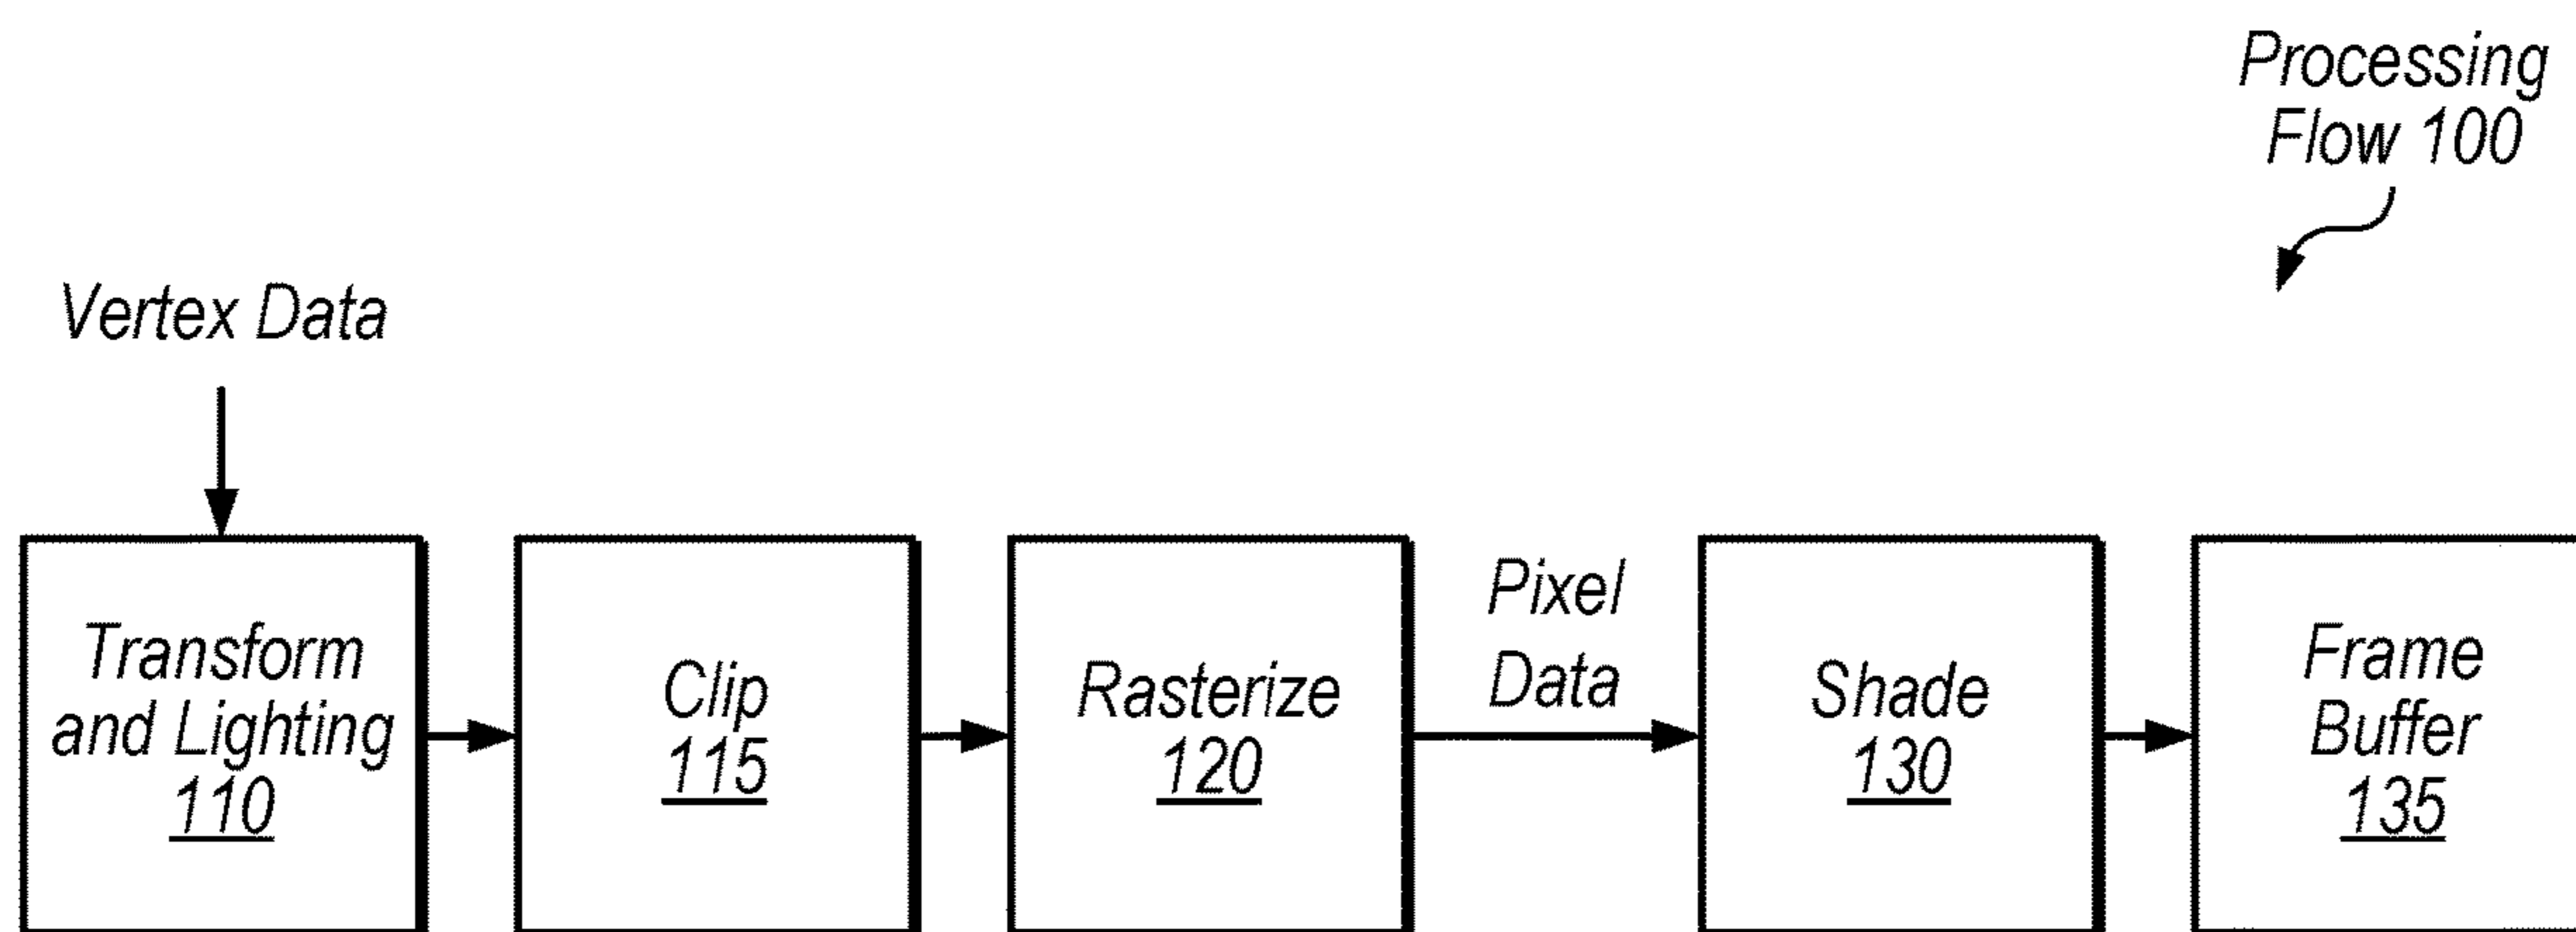 Processing
Flow 100
Vertex Data
Transform
and Lighting
110
Clip
115
Rasterize
120
Pixel
Data
Shade
130
Frame
Buffer
135